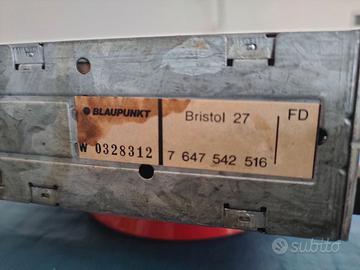 BLAUPUNKT
Bristol 27
FD
W 0328312
7 647 542 516
subito